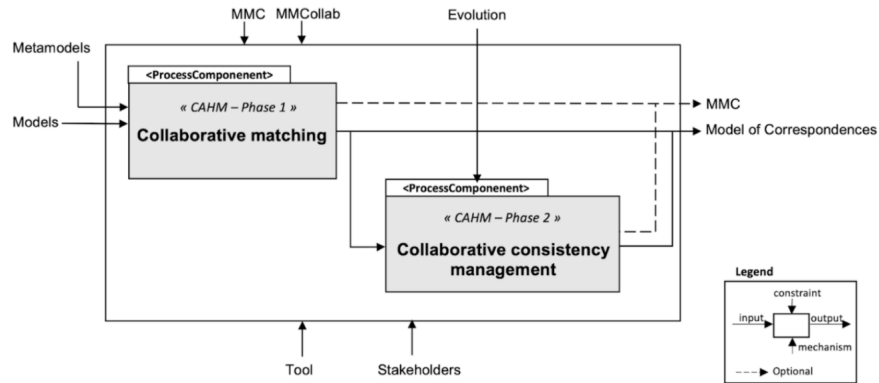 MMC MMCollab
Evolution
Metamodels
<ProcessComponenent>
« CAHM – Phase 1 »
MMC
Models
Collaborative matching
Model of Correspondences
<ProcessComponenent>
« CAHM – Phase 2 »
Collaborative consistency
management
Legend
constraint
input
output
mechanism
Optional
Tool
Stakeholders